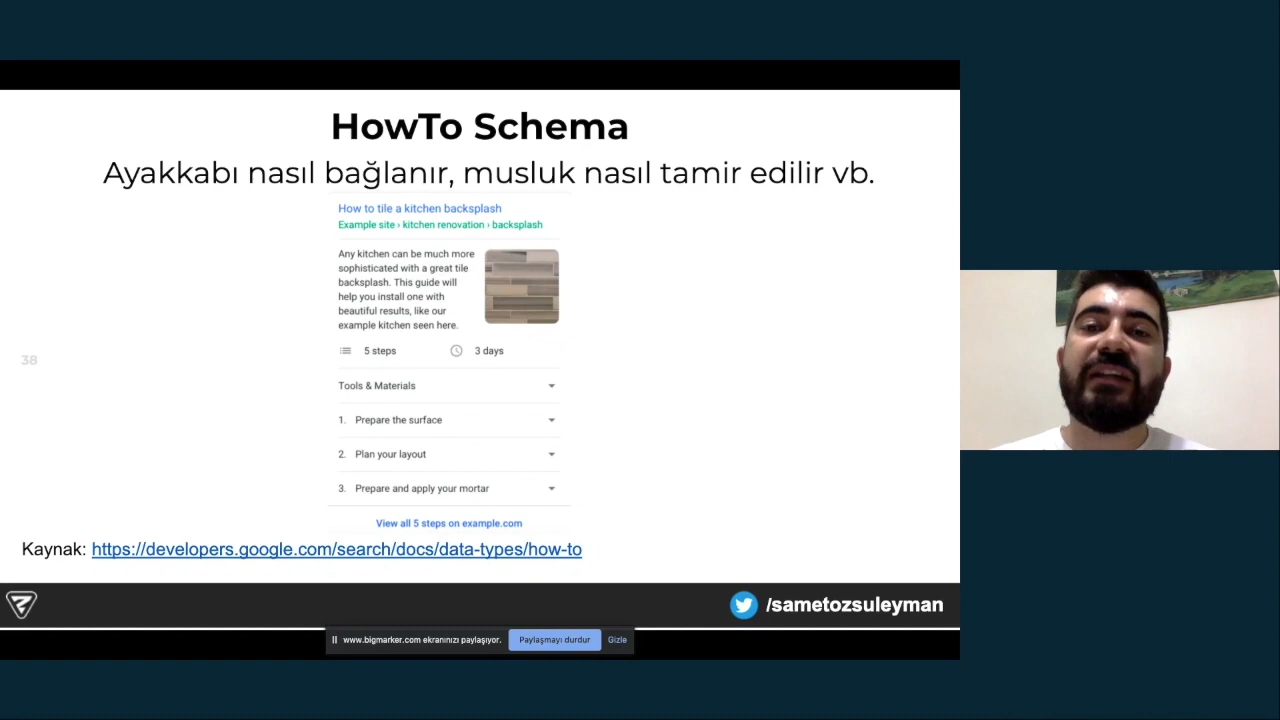 HowTo Schema
Ayakkabı nasıl bağlanır, musluk nasıl tamir edilir vb.
How to tile a kitchen backsplash
Example site › kitchen renovation › backsplash
Any kitchen can be much more
sophisticated with a great tile
backsplash. This guide will
help you install one with
beautiful results, like our
example kitchen seen here.
5 steps 3 days
Tools & Materials
1. Prepare the surface
2. Plan your layout
3. Prepare and apply your mortar
View all 5 steps on example.com
38
Kaynak: https://developers.google.com/search/docs/data-types/how-to
/sametozsuleyman
www.bigmarker.com ekranınızı paylaşıyor. Paylaşmayı durdur Gizle